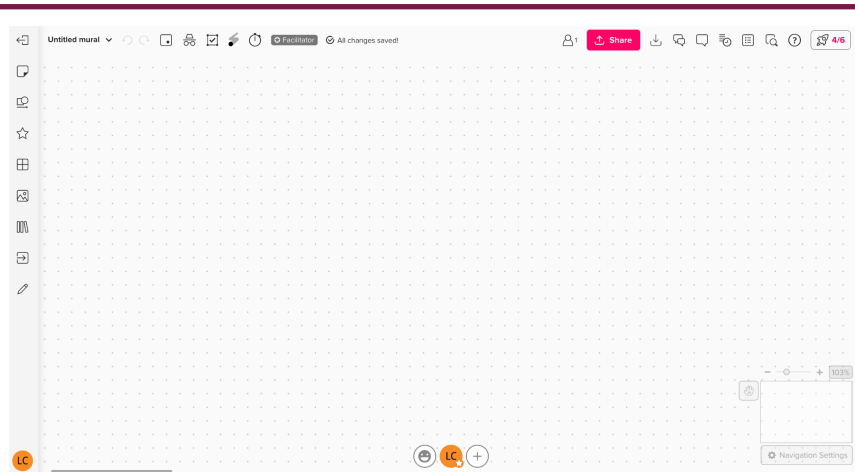 Untitled mural
Facilitator
All changes saved!
1
Share
4/6
103%
LC
Navigation Settings
LC